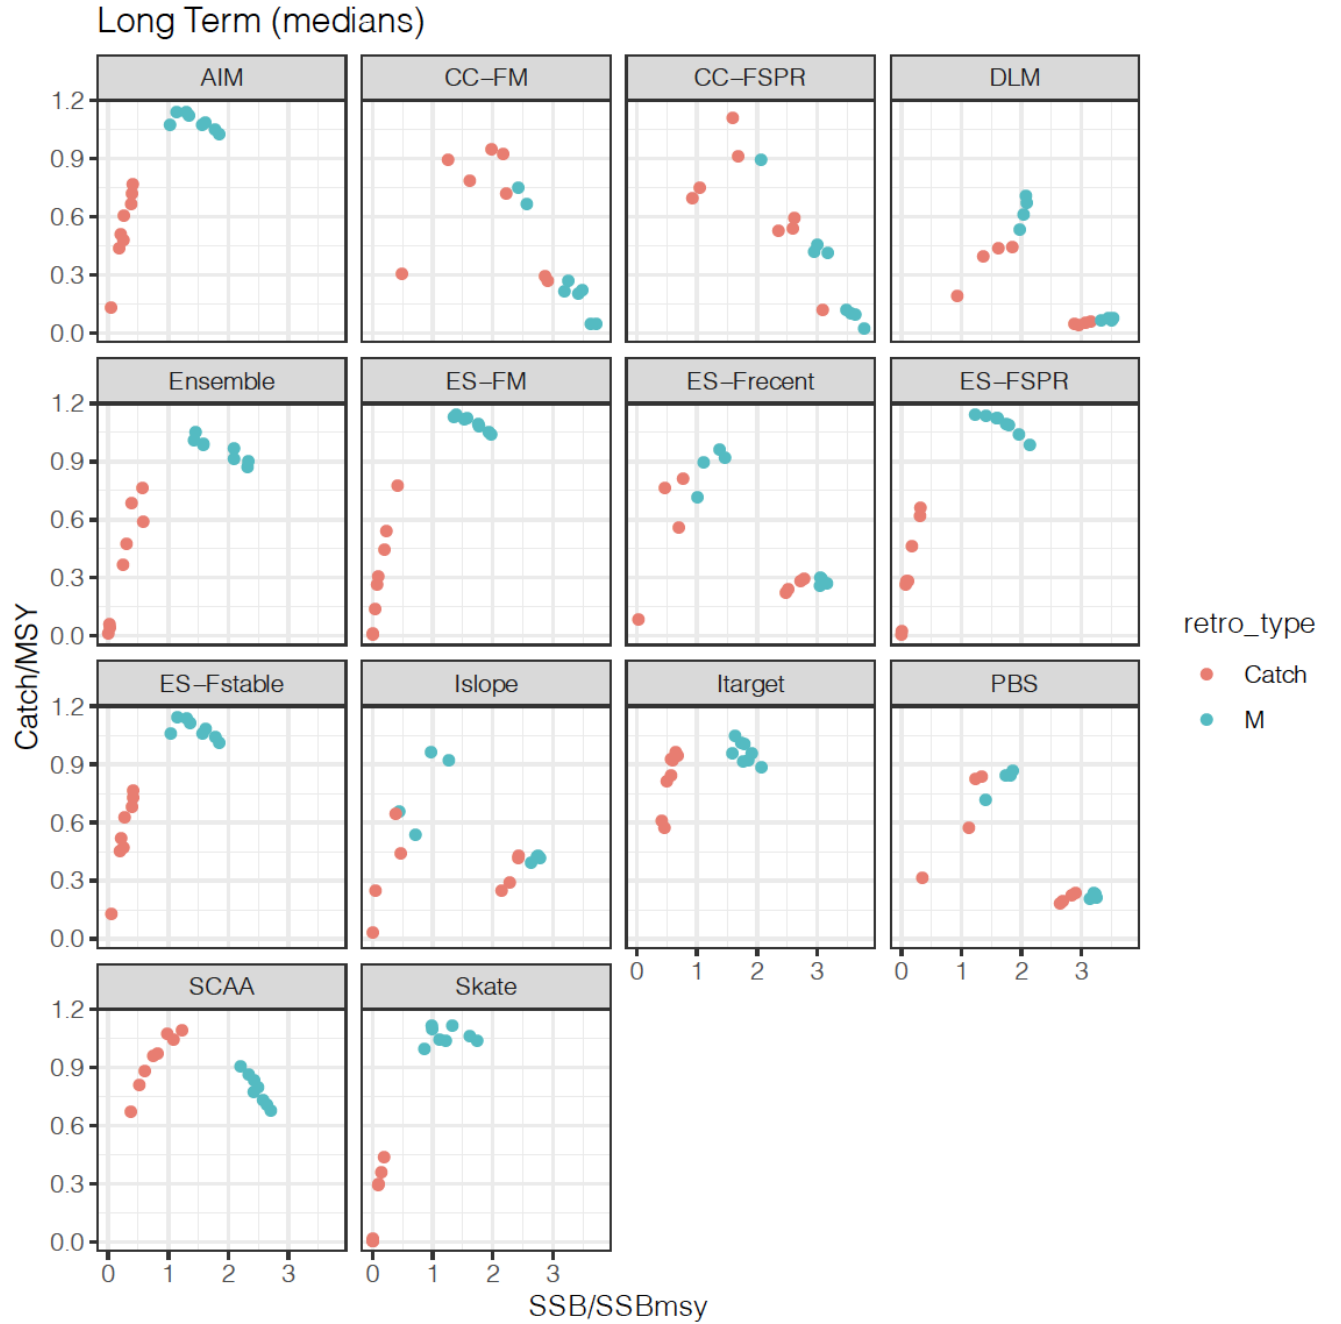 Long Term (medians)
AIM CC–FM CC–FSPR DLM
1.2
0.9
0.6
0.3
0.0
Ensemble ES–FM ES–Frecent ES–FSPR
1.2
0.9
0.6
0.3
0.0
ES–Fstable Islope Itarget PBS
1.2
0.9
0.6
0.3
0.0
0 1 2 3 0 1 2 3
SCAA Skate
1.2
0.9
0.6
0.3
0.0
0 1 2 3 0 1 2 3
SSB/SSBmsy
Catch/MSY
retro_type
Catch
M